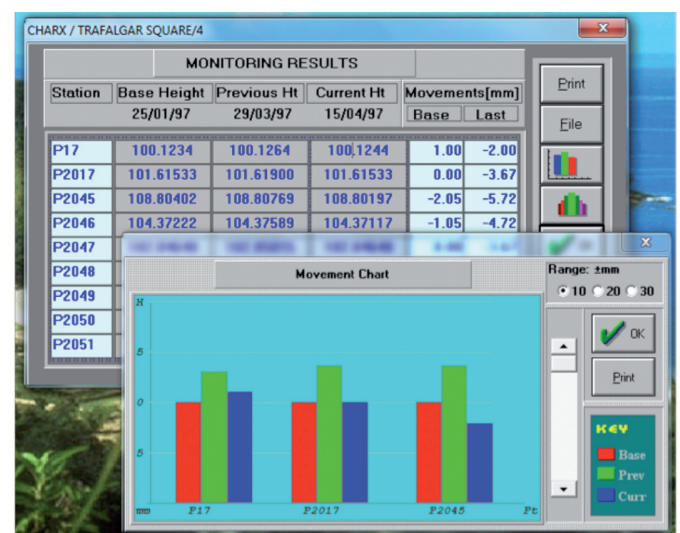 CHARX / TRAFALGAR SQUARE/4
MONITORING RESULTS
Station Base Height Previous Ht Current Ht Movements[mm]
25/01/97 29/03/97 15/04/97 Base Last
P17 100.1234 100.1264 100.1244 1.00 -2.00
P2017 101.61533 101.61900 101.61533 0.00 -3.67
P2045 108.80402 108.80769 108.80197 -2.05 -5.72
P2046 104.37222 104.37589 104.37117 -1.05 -4.72
P2047
P2048
P2049
P2050
P2051
Print
File
Movement Chart
Range: ±mm
10 20 30
OK
Print
H
5
0
5
mm P17 P2017 P2045 Pt
KEY
Base
Prev
Curr